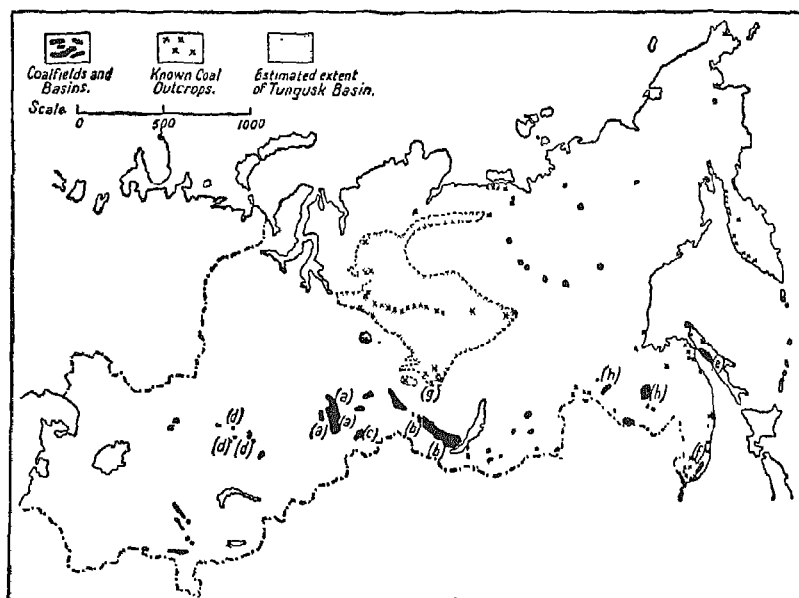 Coalfields and
Basins.
Known Coal
Outcrops.
Estimated extent
of Tungusk Basin.
Scale
0 500 1000
(g)
(h)
(h)
(e)
(a)
(d)
(a)
(a)
(c)
(b)
(b)
(d)
(d)